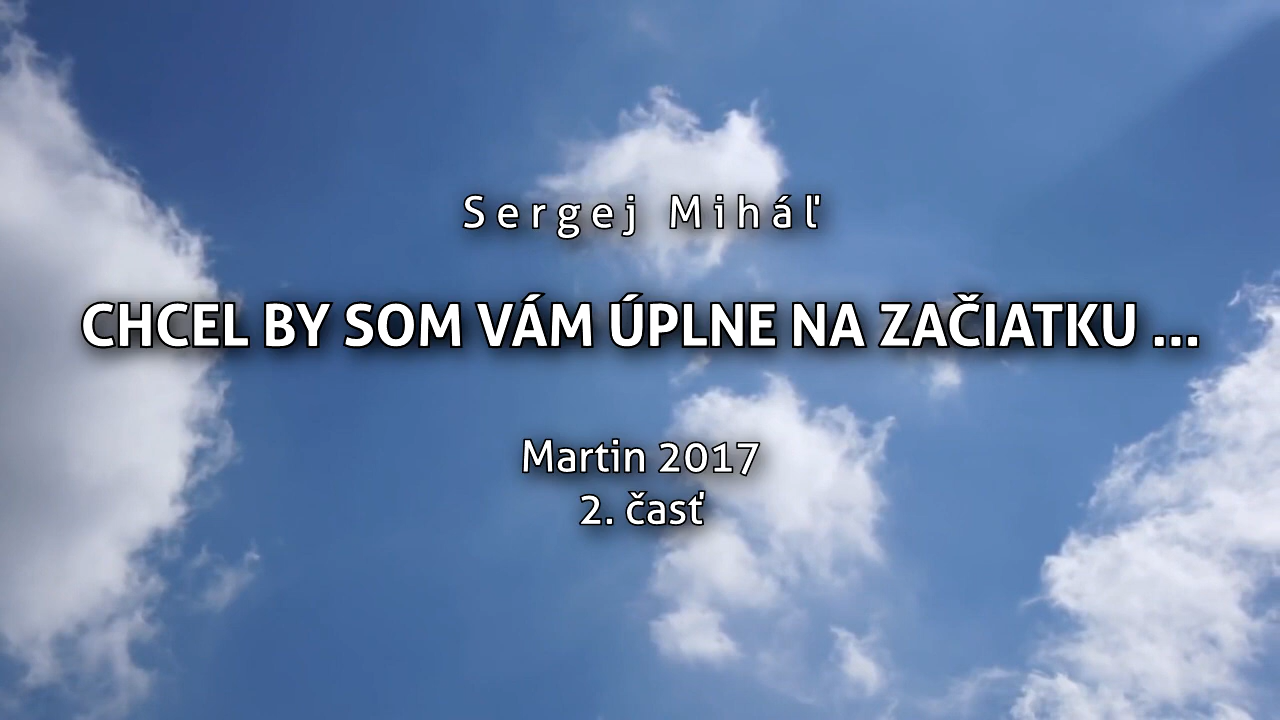 Sergej Miháľ
CHCEL BY SOM VÁM ÚPLNE NA ZAČIATKU ...
Martin 2017
2. časť